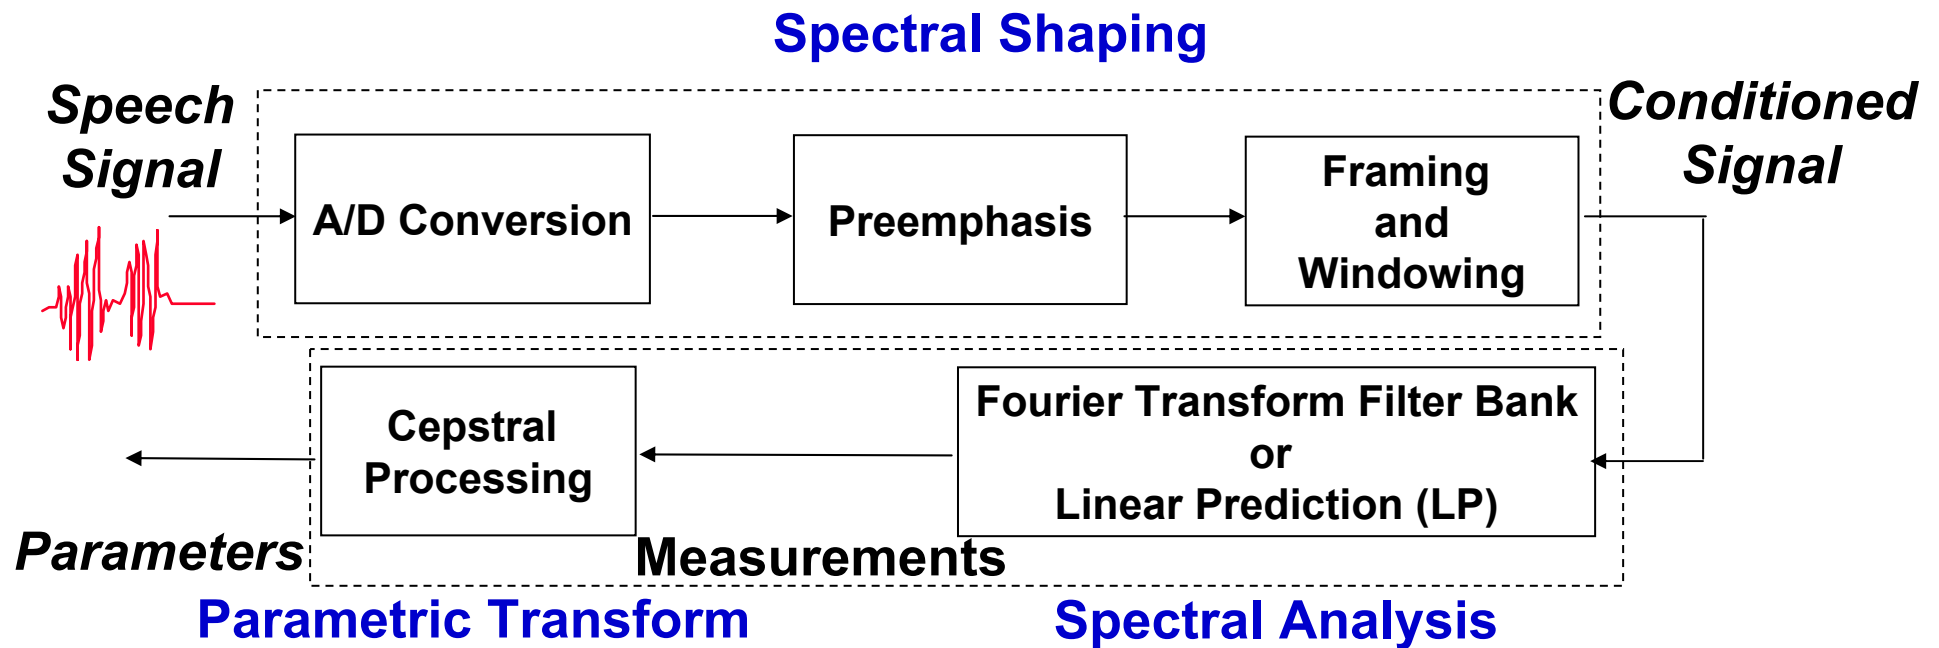 Spectral Shaping
Speech
Signal
A/D Conversion
Preemphasis
Framing
and
Windowing
Conditioned
Signal
Fourier Transform Filter Bank
or
Linear Prediction (LP)
Cepstral
Processing
Parameters
Measurements
Parametric Transform
Spectral Analysis